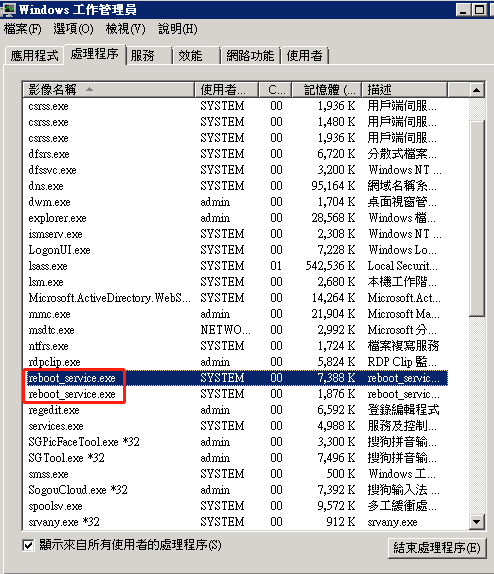 Windows 工作管理員
檔案(F) 選項(O) 檢視(V) 說明(H)
應用程式 處理程序 服務 效能 網路功能 使用者
影像名稱 使用者... C... 記憶體 (... 描述
csrss.exe SYSTEM 00 1,936 K 用戶端伺服...
csrss.exe SYSTEM 00 1,480 K 用戶端伺服...
csrss.exe SYSTEM 00 1,936 K 用戶端伺服...
dfsrs.exe SYSTEM 00 6,720 K 分散式檔案...
dfssvc.exe SYSTEM 00 3,200 K Windows NT ...
dns.exe SYSTEM 00 95,164 K 網域名稱系...
dwm.exe admin 00 1,704 K 桌面視窗管...
explorer.exe admin 00 28,568 K Windows 檔...
ismserv.exe SYSTEM 00 2,308 K Windows NT ...
LogonUI.exe SYSTEM 00 7,228 K Windows Lo...
lsass.exe SYSTEM 01 542,536 K Local Securit...
lsm.exe SYSTEM 00 2,680 K 本機工作階...
Microsoft.ActiveDirectory.WebS... SYSTEM 00 14,264 K Microsoft.Act...
mmc.exe admin 00 21,904 K Microsoft Ma...
msdtc.exe NETWO... 00 2,992 K Microsoft 分...
ntfrs.exe SYSTEM 00 1,724 K 檔案複寫服務
rdpclip.exe admin 00 5,824 K RDP Clip 監...
reboot_service.exe SYSTEM 00 7,388 K reboot_servic...
reboot_service.exe SYSTEM 00 1,876 K reboot_servic...
regedit.exe admin 00 6,592 K 登錄編輯程式
services.exe SYSTEM 00 4,988 K 服務及控制...
SGPicFaceTool.exe *32 admin 00 3,300 K 搜狗拼音輸...
SGTool.exe *32 admin 00 7,496 K 搜狗拼音輸...
smss.exe SYSTEM 00 500 K Windows 工...
SogouCloud.exe *32 admin 00 7,392 K 搜狗輸入法 ...
spoolsv.exe SYSTEM 00 9,572 K 多工緩衝處...
srvany.exe *32 SYSTEM 00 912 K srvany.exe
顯示來自所有使用者的處理程序(S) 結束處理程序(E)